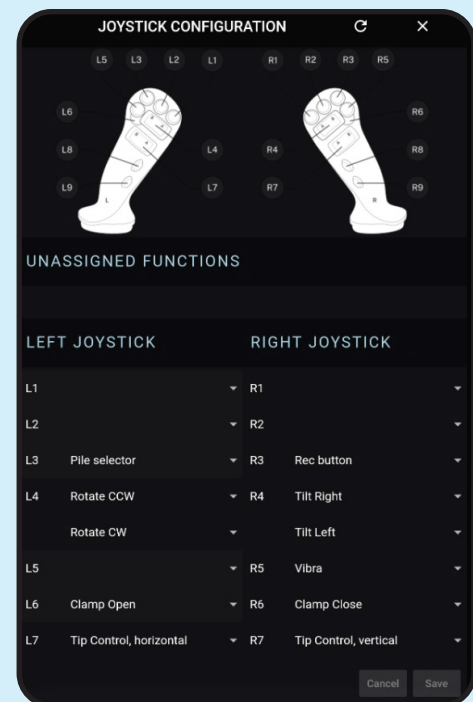 JOYSTICK CONFIGURATION
L5 L3 L2 L1 R1 R2 R3 R5
L6 R6
L8 L4 R4 R8
L9 L7 R7 R9
L R
UNASSIGNED FUNCTIONS
LEFT JOYSTICK RIGHT JOYSTICK
L1 R1
L2 R2
L3 Pile selector R3 Rec button
L4 Rotate CCW R4 Tilt Right
Rotate CW Tilt Left
L5 R5 Vibra
L6 Clamp Open R6 Clamp Close
L7 Tip Control, horizontal R7 Tip Control, vertical
Cancel Save